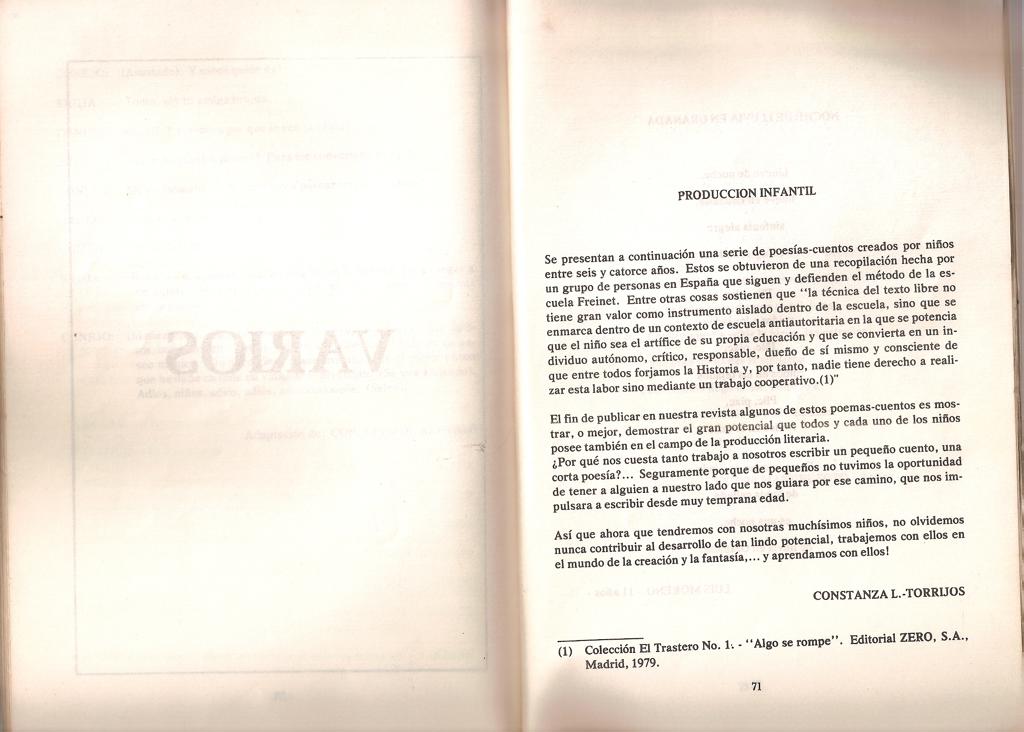 VARIOS
PRODUCCION INFANTIL
Se presentan a continuación una serie de poesías-cuentos creados por niños
entre seis y catorce años. Estos se obtuvieron de una recopilación hecha por
un grupo de personas en España que siguen y defienden el método de la es-
cuela Freinet. Entre otras cosas sostienen que "la técnica del texto libre no
tiene gran valor como instrumento aislado dentro de la escuela, sino que se
enmarca dentro de un contexto de escuela antiautoritaria en la que se potencia
que el niño sea el artífice de su propia educación y que se convierta en un in-
dividuo autónomo, crítico, responsable, dueño de sí mismo y consciente de
que entre todos forjamos la Historia y, por tanto, nadie tiene derecho a reali-
zar esta labor sino mediante un trabajo cooperativo.(1)"
El fin de publicar en nuestra revista algunos de estos poemas-cuentos es mos-
trar, o mejor, demostrar el gran potencial que todos y cada uno de los niños
posee también en el campo de la producción literaria.
¿Por qué nos cuesta tanto trabajo a nosotros escribir un pequeño cuento, una
corta poesía?... Seguramente porque de pequeños no tuvimos la oportunidad
de tener a alguien a nuestro lado que nos guiara por ese camino, que nos im-
pulsara a escribir desde muy temprana edad.
Así que ahora que tendremos con nosotras muchísimos niños, no olvidemos
nunca contribuir al desarrollo de tan lindo potencial, trabajemos con ellos en
el mundo de la creación y la fantasía,... y aprendamos con ellos!
CONSTANZA L.-TORRIJOS
(1) Colección El Trastero No. 1. - "Algo se rompe". Editorial ZERO, S.A.,
Madrid, 1979.
71